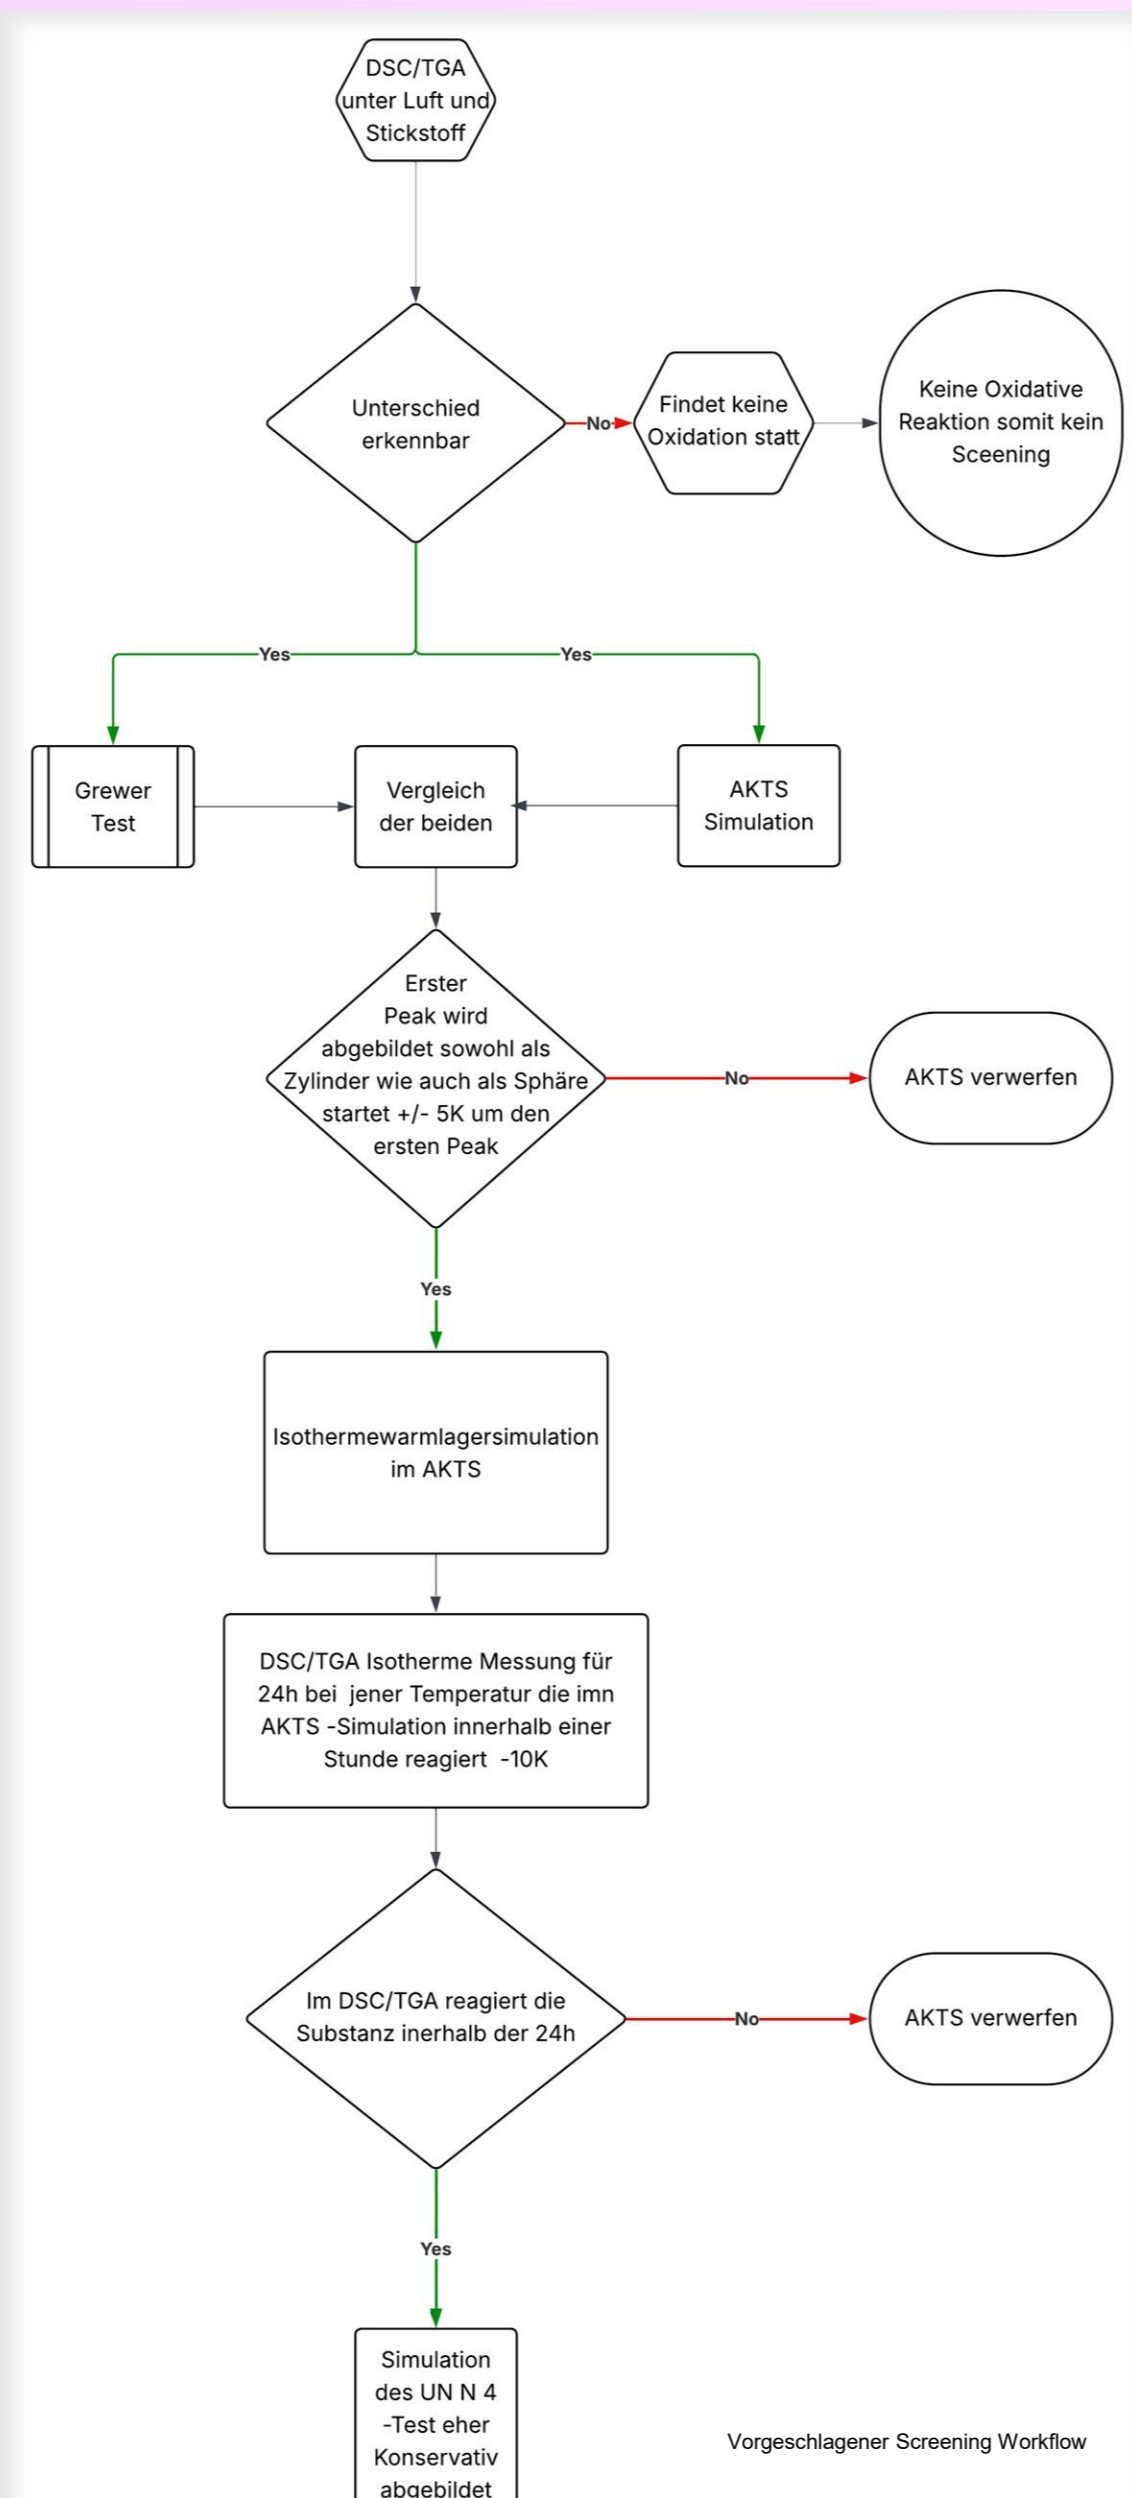 DSC/TGA
unter Luft und
Stickstoff
Unterschied
erkennbar
No
Findet keine
Oxidation statt
Keine Oxidative
Reaktion somit kein
Sceening
Yes
Yes
Grewer
Test
Vergleich
der beiden
AKTS
Simulation
Erster
Peak wird
abgebildet sowohl als
Zylinder wie auch als Sphäre
startet +/- 5K um den
ersten Peak
No
AKTS verwerfen
Yes
Isothermewarmlagersimulation
im AKTS
DSC/TGA Isotherme Messung für
24h bei jener Temperatur die imn
AKTS -Simulation innerhalb einer
Stunde reagiert -10K
Im DSC/TGA reagiert die
Substanz inerhalb der 24h
No
AKTS verwerfen
Yes
Simulation
des UN N 4
-Test eher
Konservativ
abgebildet
Vorgeschlagener Screening Workflow